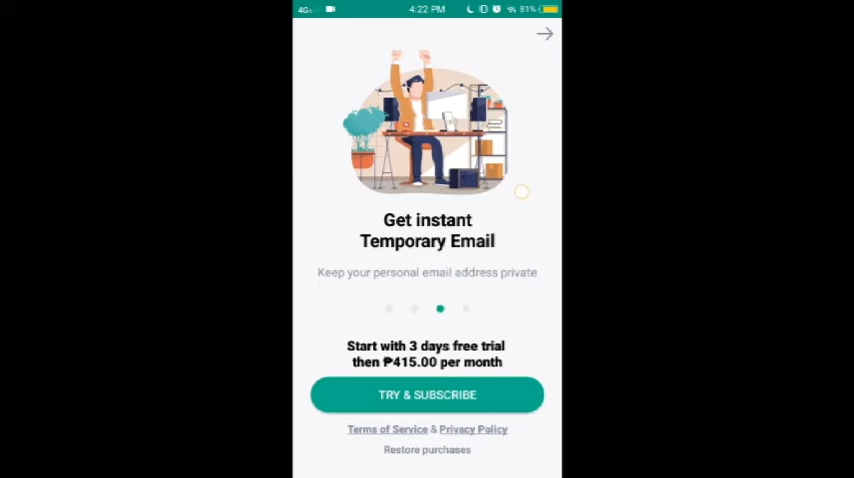 4G
4:22 PM
81%
Get instant
Temporary Email
Keep your personal email address private
Start with 3 days free trial
then ₱415.00 per month
TRY & SUBSCRIBE
Terms of Service & Privacy Policy
Restore purchases